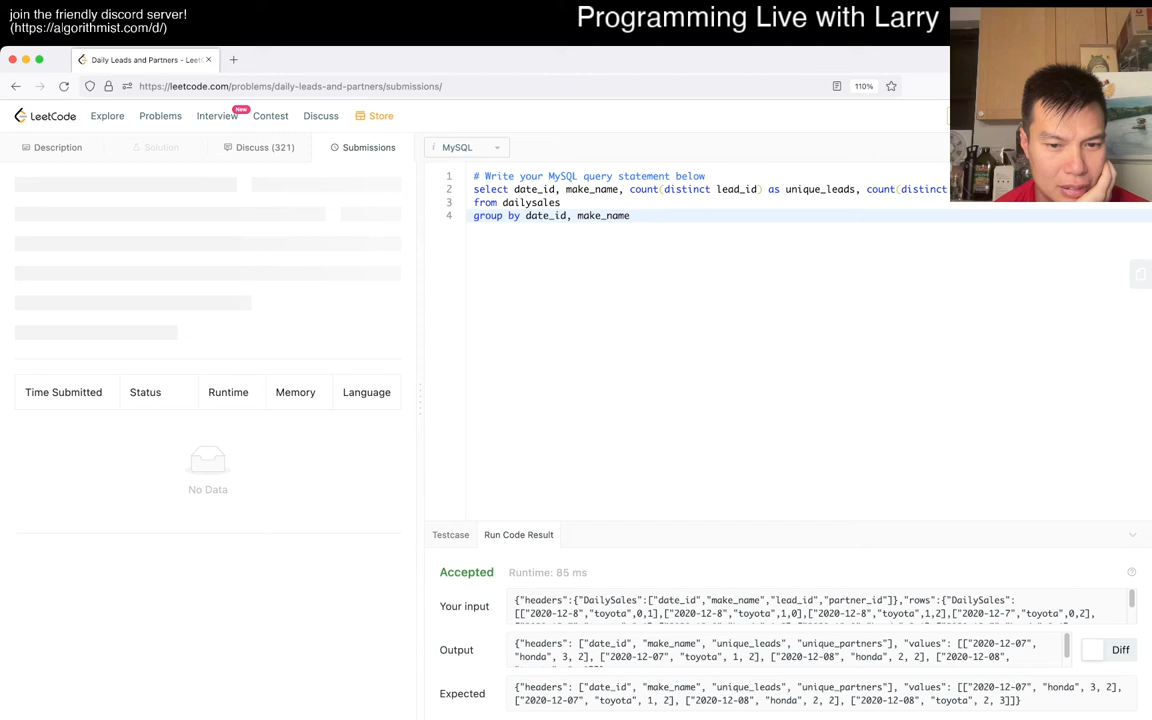 join the friendly discord server!
(https://algorithmist.com/d/)
Programming Live with Larry
Daily Leads and Partners - Leet
https://leetcode.com/problems/daily-leads-and-partners/submissions/
110%
LeetCode
Explore
Problems
Interview
New
Contest
Discuss
Store
Description
Solution
Discuss (321)
Submissions
i MySQL
1 # Write your MySQL query statement below
2 select date_id, make_name, count(distinct lead_id) as unique_leads, count(distinct
3 from dailysales
4 group by date_id, make_name
Time Submitted
Status
Runtime
Memory
Language
No Data
Testcase
Run Code Result
Accepted
Runtime: 85 ms
Your input
{"headers":{"DailySales":["date_id","make_name","lead_id","partner_id"]},"rows":{"DailySales":
[["2020-12-8","toyota",0,1],["2020-12-8","toyota",1,0],["2020-12-8","toyota",1,2],["2020-12-7","toyota",0,2],
Output
{"headers": ["date_id", "make_name", "unique_leads", "unique_partners"], "values": [["2020-12-07",
"honda", 3, 2], ["2020-12-07", "toyota", 1, 2], ["2020-12-08", "honda", 2, 2], ["2020-12-08",
Diff
Expected
{"headers": ["date_id", "make_name", "unique_leads", "unique_partners"], "values": [["2020-12-07", "honda", 3, 2],
["2020-12-07", "toyota", 1, 2], ["2020-12-08", "honda", 2, 2], ["2020-12-08", "toyota", 2, 3]]}